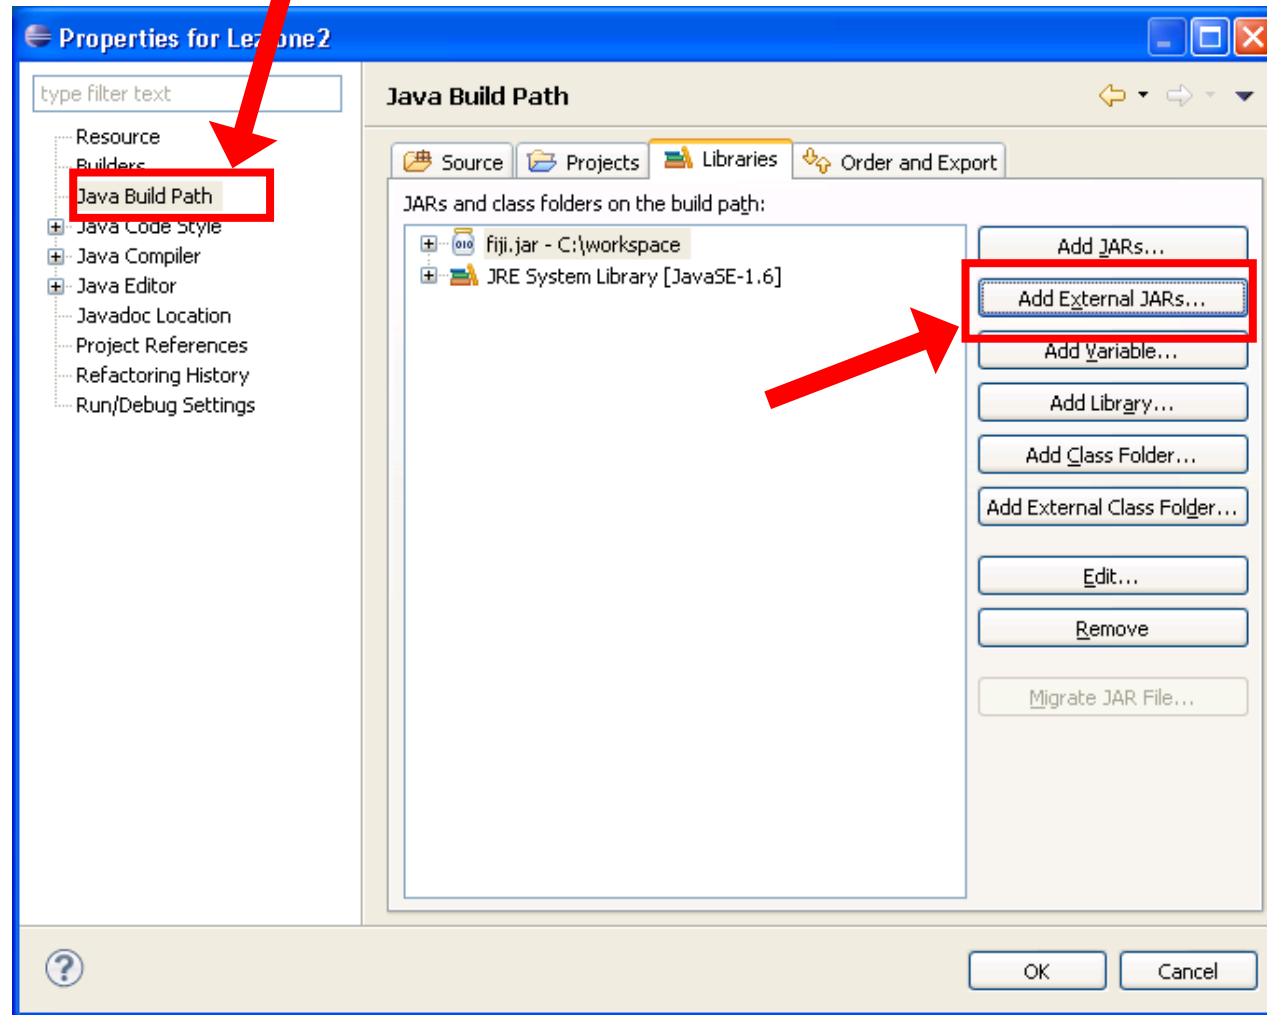 Properties for Lezione2
type filter text
Resource
Builders
Java Build Path
Java Code Style
Java Compiler
Java Editor
Javadoc Location
Project References
Refactoring History
Run/Debug Settings
Java Build Path
Source
Projects
Libraries
Order and Export
JARs and class folders on the build path:
fiji.jar - C:\workspace
JRE System Library [JavaSE-1.6]
Add JARs...
Add External JARs...
Add Variable...
Add Library...
Add Class Folder...
Add External Class Folder...
Edit...
Remove
Migrate JAR File...
OK
Cancel